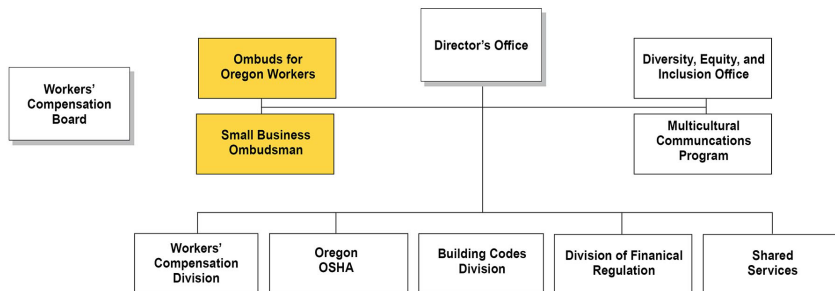 Director's Office
Ombuds for
Oregon Workers
Diversity, Equity, and
Inclusion Office
Workers'
Compensation
Board
Small Business
Ombudsman
Multicultural
Communcations
Program
Workers'
Compensation
Division
Oregon
OSHA
Building Codes
Division
Division of Finanical
Regulation
Shared
Services